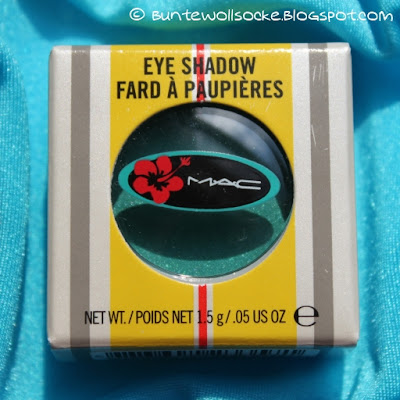 © Buntewollsocke.blogspot.com
EYE SHADOW
FARD À PAUPIÈRES
MAC
NET WT. / POIDS NET 1.5 g / .05 US OZ ℮